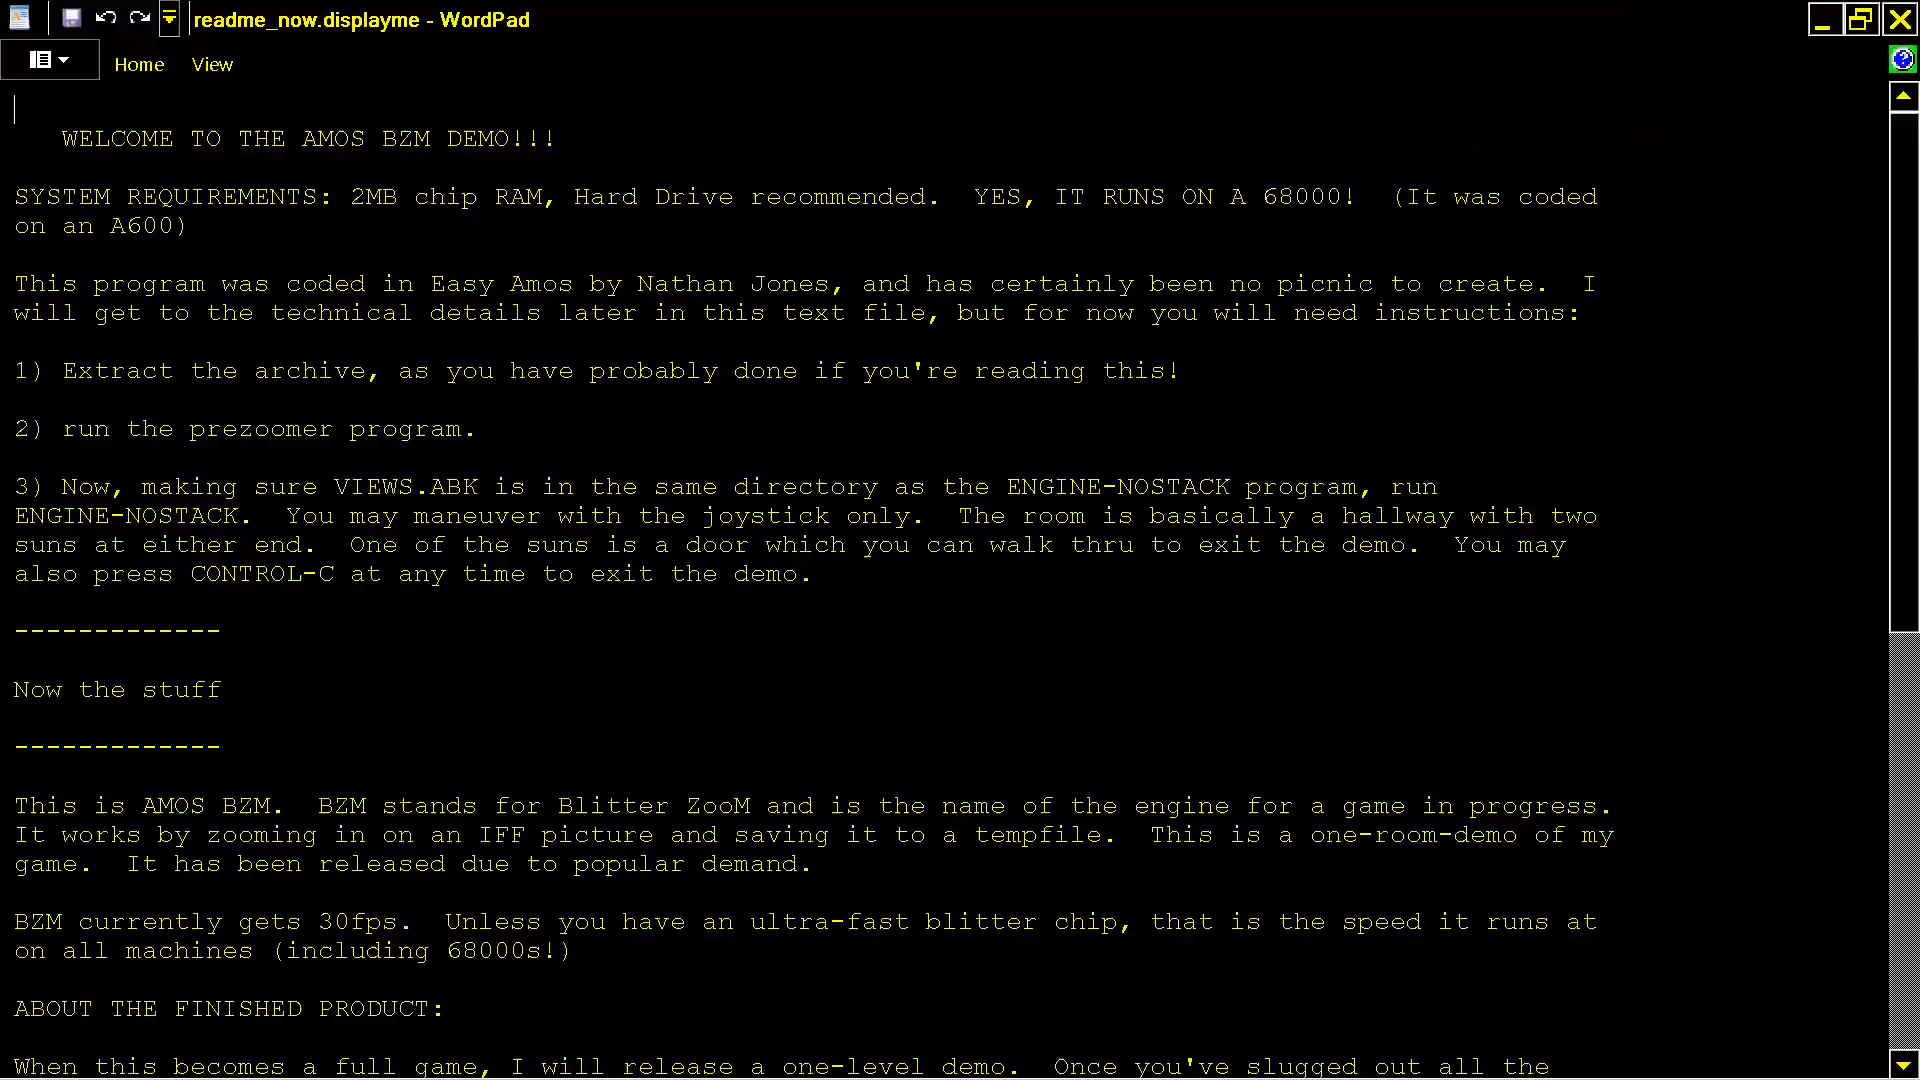 readme_now.displayme - WordPad
Home View
WELCOME TO THE AMOS BZM DEMO!!!
SYSTEM REQUIREMENTS: 2MB chip RAM, Hard Drive recommended.  YES, IT RUNS ON A 68000!  (It was coded
on an A600)
This program was coded in Easy Amos by Nathan Jones, and has certainly been no picnic to create.  I
will get to the technical details later in this text file, but for now you will need instructions:
1) Extract the archive, as you have probably done if you're reading this!
2) run the prezoomer program.
3) Now, making sure VIEWS.ABK is in the same directory as the ENGINE-NOSTACK program, run
ENGINE-NOSTACK.  You may maneuver with the joystick only.  The room is basically a hallway with two
suns at either end.  One of the suns is a door which you can walk thru to exit the demo.  You may
also press CONTROL-C at any time to exit the demo.
-------------
Now the stuff
-------------
This is AMOS BZM.  BZM stands for Blitter ZooM and is the name of the engine for a game in progress.
It works by zooming in on an IFF picture and saving it to a tempfile.  This is a one-room-demo of my
game.  It has been released due to popular demand.
BZM currently gets 30fps.  Unless you have an ultra-fast blitter chip, that is the speed it runs at
on all machines (including 68000s!)
ABOUT THE FINISHED PRODUCT:
When this becomes a full game, I will release a one-level demo.  Once you've slugged out all the